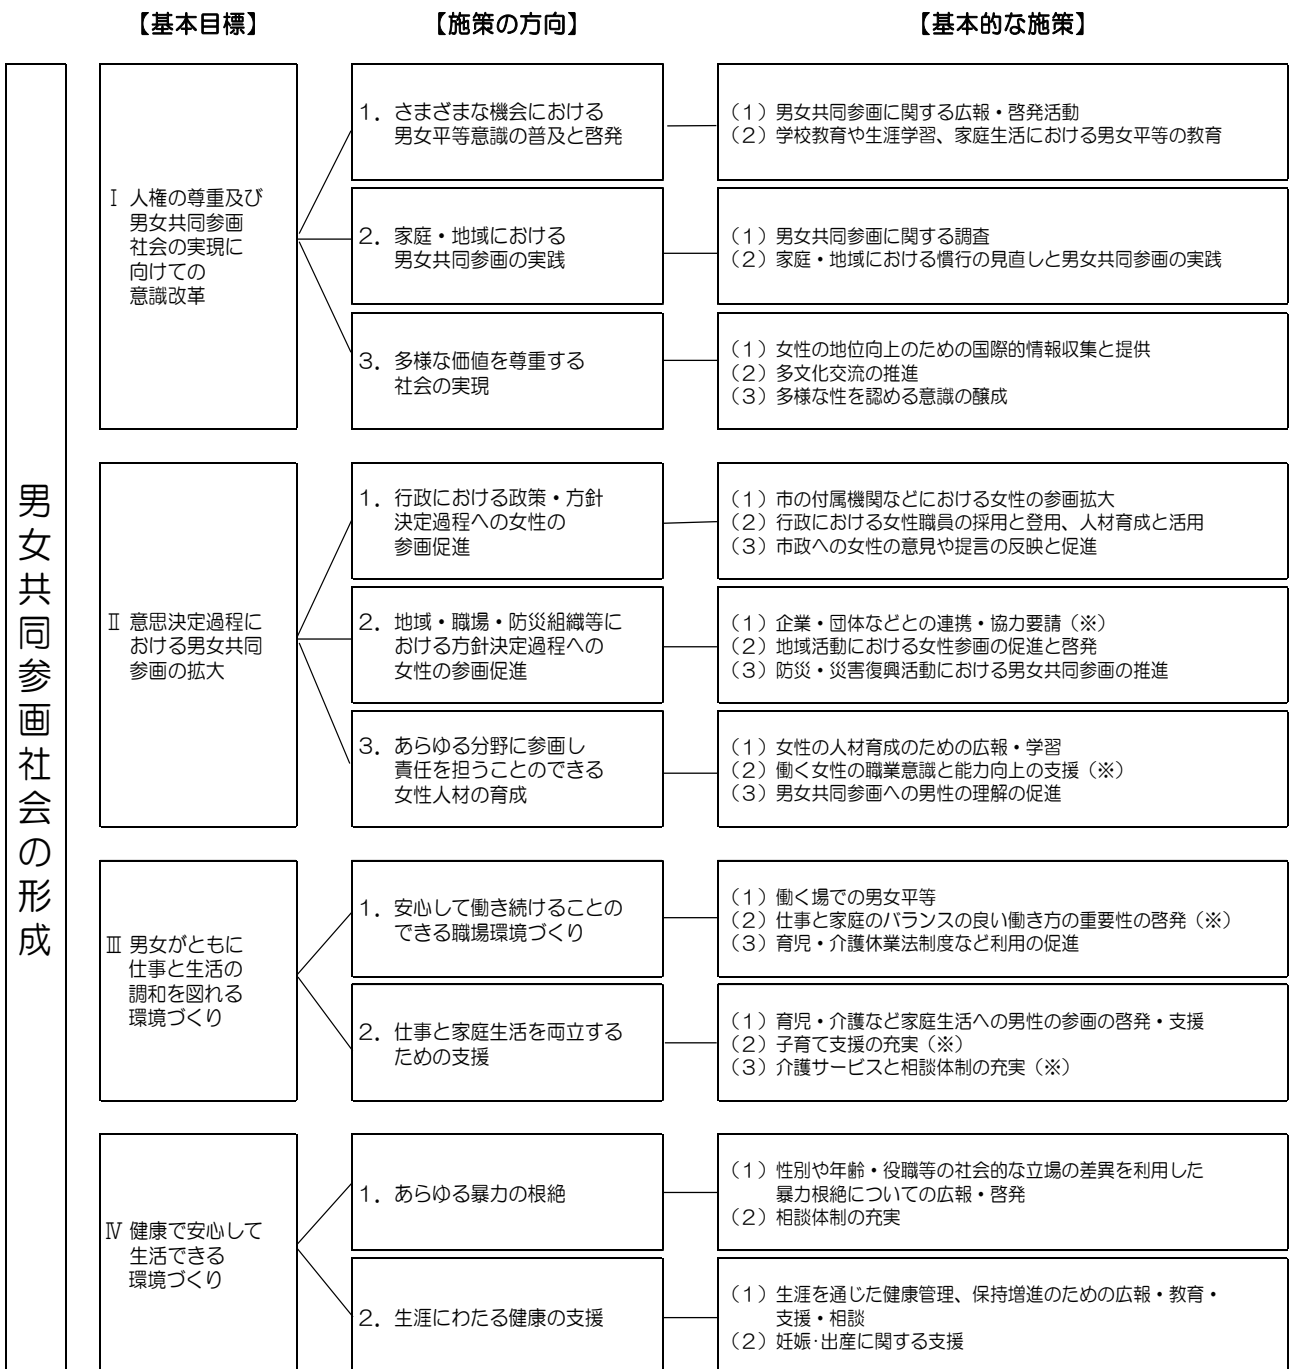 【基本目標】
【施策の方向】
【基本的な施策】
男女共同参画社会の形成
Ⅰ 人権の尊重及び
男女共同参画
社会の実現に
向けての
意識改革
1．さまざまな機会における
男女平等意識の普及と啓発
（1）男女共同参画に関する広報・啓発活動
（2）学校教育や生涯学習、家庭生活における男女平等の教育
2．家庭・地域における
男女共同参画の実践
（1）男女共同参画に関する調査
（2）家庭・地域における慣行の見直しと男女共同参画の実践
3．多様な価値を尊重する
社会の実現
（1）女性の地位向上のための国際的情報収集と提供
（2）多文化交流の推進
（3）多様な性を認める意識の醸成
Ⅱ 意思決定過程に
おける男女共同
参画の拡大
1．行政における政策・方針
決定過程への女性の
参画促進
（1）市の付属機関などにおける女性の参画拡大
（2）行政における女性職員の採用と登用、人材育成と活用
（3）市政への女性の意見や提言の反映と促進
2．地域・職場・防災組織等に
おける方針決定過程への
女性の参画促進
（1）企業・団体などとの連携・協力要請（※）
（2）地域活動における女性参画の促進と啓発
（3）防災・災害復興活動における男女共同参画の推進
3．あらゆる分野に参画し
責任を担うことのできる
女性人材の育成
（1）女性の人材育成のための広報・学習
（2）働く女性の職業意識と能力向上の支援（※）
（3）男女共同参画への男性の理解の促進
Ⅲ 男女がともに
仕事と生活の
調和を図れる
環境づくり
1．安心して働き続けることの
できる職場環境づくり
（1）働く場での男女平等
（2）仕事と家庭のバランスの良い働き方の重要性の啓発（※）
（3）育児・介護休業法制度など利用の促進
2．仕事と家庭生活を両立する
ための支援
（1）育児・介護など家庭生活への男性の参画の啓発・支援
（2）子育て支援の充実（※）
（3）介護サービスと相談体制の充実（※）
Ⅳ 健康で安心して
生活できる
環境づくり
1．あらゆる暴力の根絶
（1）性別や年齢・役職等の社会的な立場の差異を利用した
暴力根絶についての広報・啓発
（2）相談体制の充実
2．生涯にわたる健康の支援
（1）生涯を通じた健康管理、保持増進のための広報・教育・
支援・相談
（2）妊娠･出産に関する支援